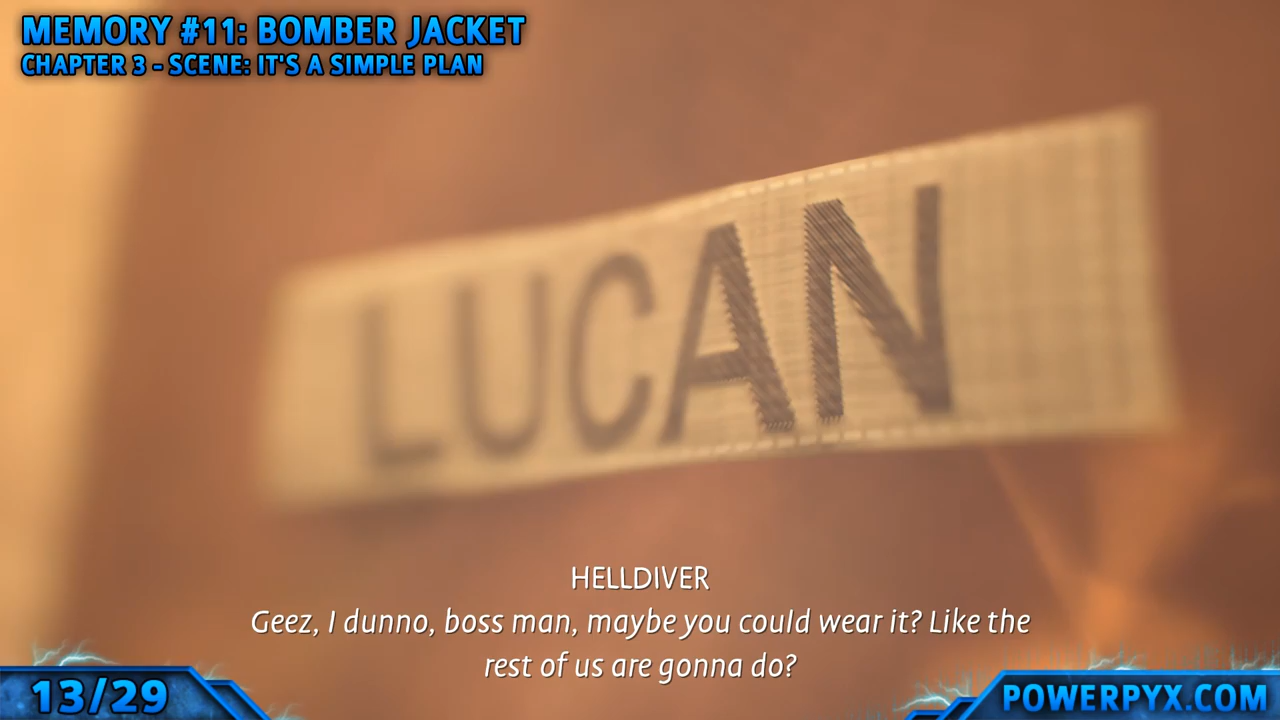 MEMORY #11: BOMBER JACKET
CHAPTER 3 - SCENE: IT'S A SIMPLE PLAN
LUCAN
HELLDIVER
Geez, I dunno, boss man, maybe you could wear it? Like the
rest of us are gonna do?
13/29
POWERPYX.COM